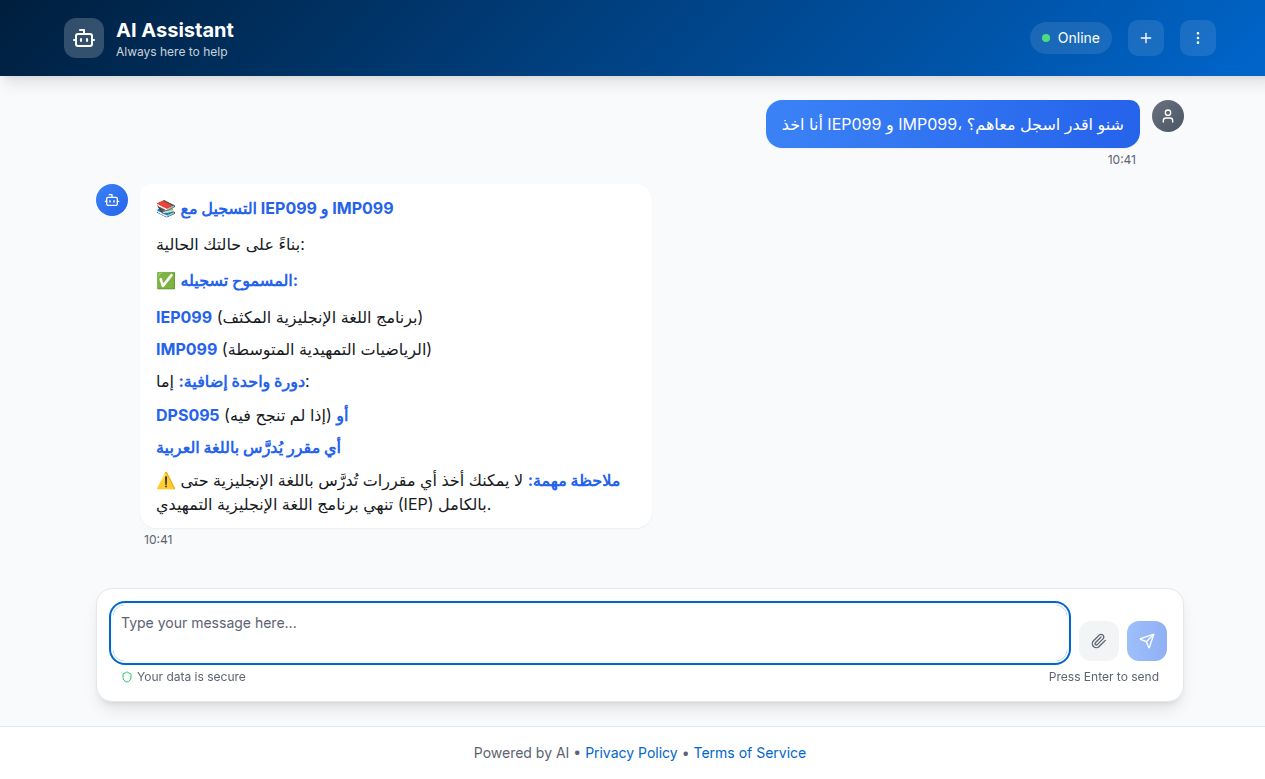 AI Assistant
Always here to help
Online
أنا اخذ IEP099 و IMP099، شنو اقدر اسجل معاهم؟
10:41
📚 التسجيل مع IEP099 و IMP099
بناءً على حالتك الحالية:
✅ المسموح تسجيله:
IEP099 (برنامج اللغة الإنجليزية المكثف)
IMP099 (الرياضيات التمهيدية المتوسطة)
دورة واحدة إضافية: إما:
DPS095 (إذا لم تنجح فيه) أو
أي مقرر يُدرَّس باللغة العربية
⚠️ ملاحظة مهمة: لا يمكنك أخذ أي مقررات تُدرَّس باللغة الإنجليزية حتى
تنهي برنامج اللغة الإنجليزية التمهيدي (IEP) بالكامل.
10:41
Type your message here...
Your data is secure
Press Enter to send
Powered by AI • Privacy Policy • Terms of Service